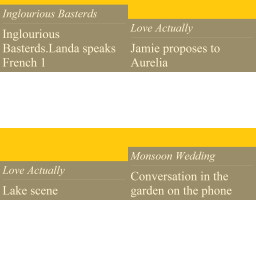 Inglourious Basterds
Inglourious
Basterds.Landa speaks
French 1
Love Actually
Jamie proposes to
Aurelia
Love Actually
Lake scene
Monsoon Wedding
Conversation in the
garden on the phone